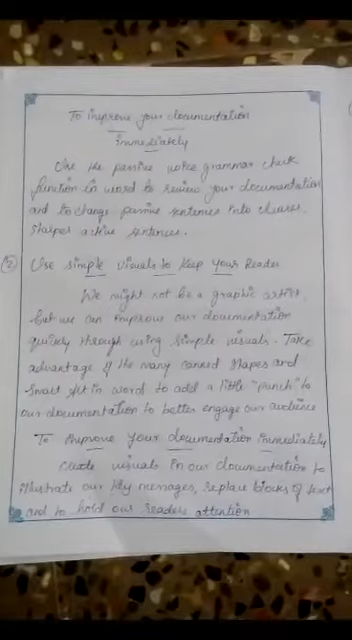 To improve your documentation
immediately
Use the passive voice grammar check
function in word to review your documentation
and to change passive sentences into clearer,
sharper active sentences.
(2) Use simple visuals to keep your Reader
We might not be a graphic artist,
but we can improve our documentation
quickly through using simple visuals. Take
advantage of the many canned shapes and
Smart Art in word to add a little "punch" to
our documentation to better engage our audience
To improve your documentation immediately
create visuals in our documentation to
illustrate our key messages, replace blocks of text
and to hold our readers attention